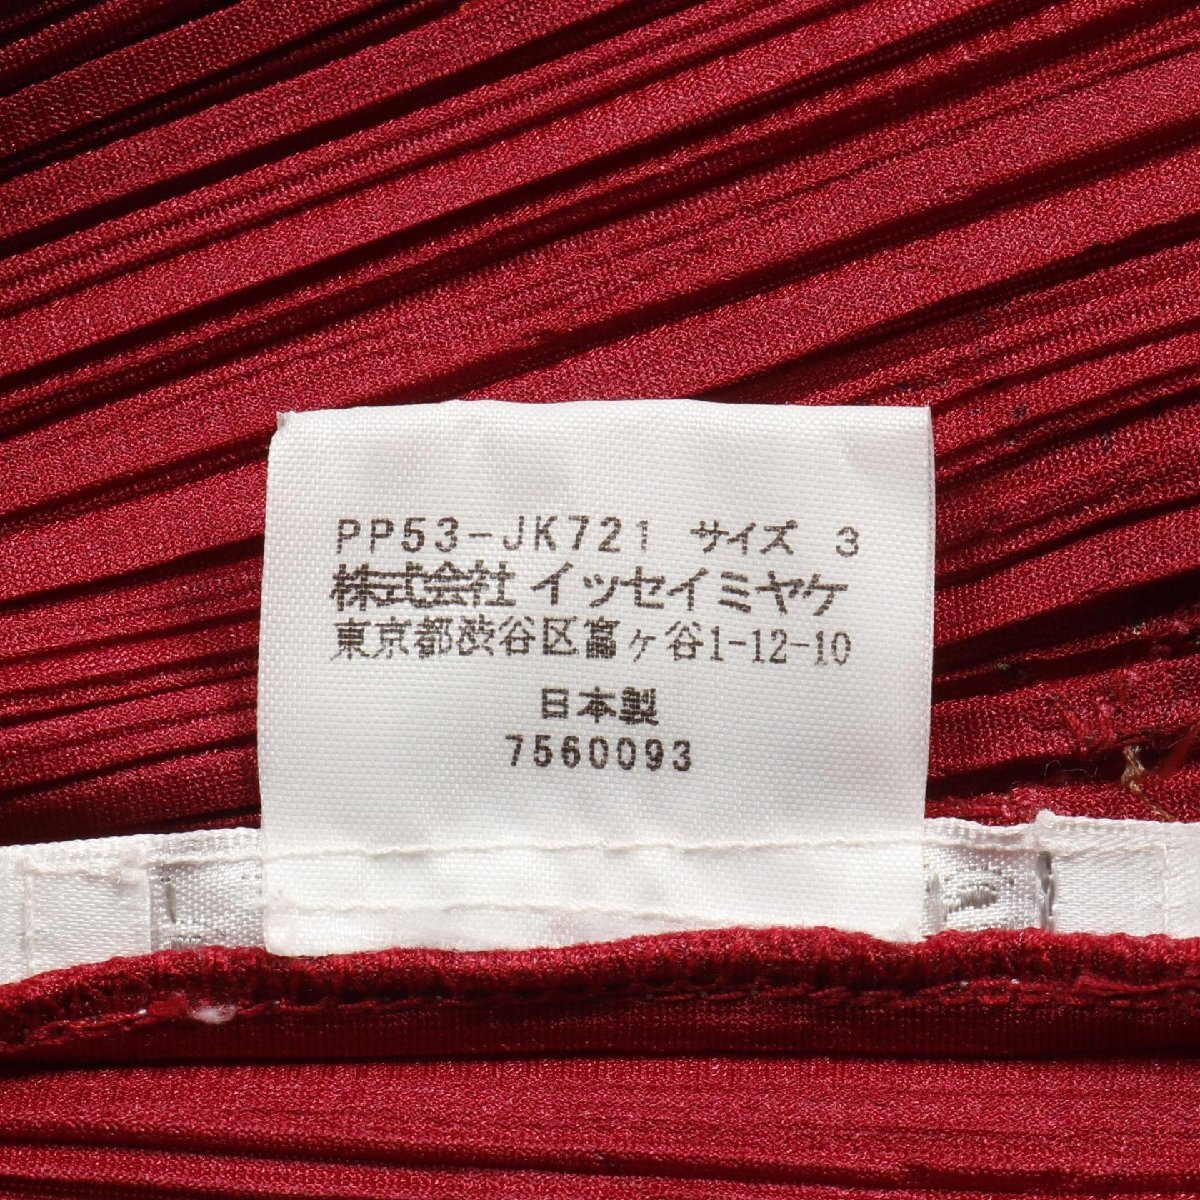 PP53-JK721 サイズ 3
株式会社イッセイミヤケ
東京都渋谷区富ヶ谷1-12-10
日本製
7560093